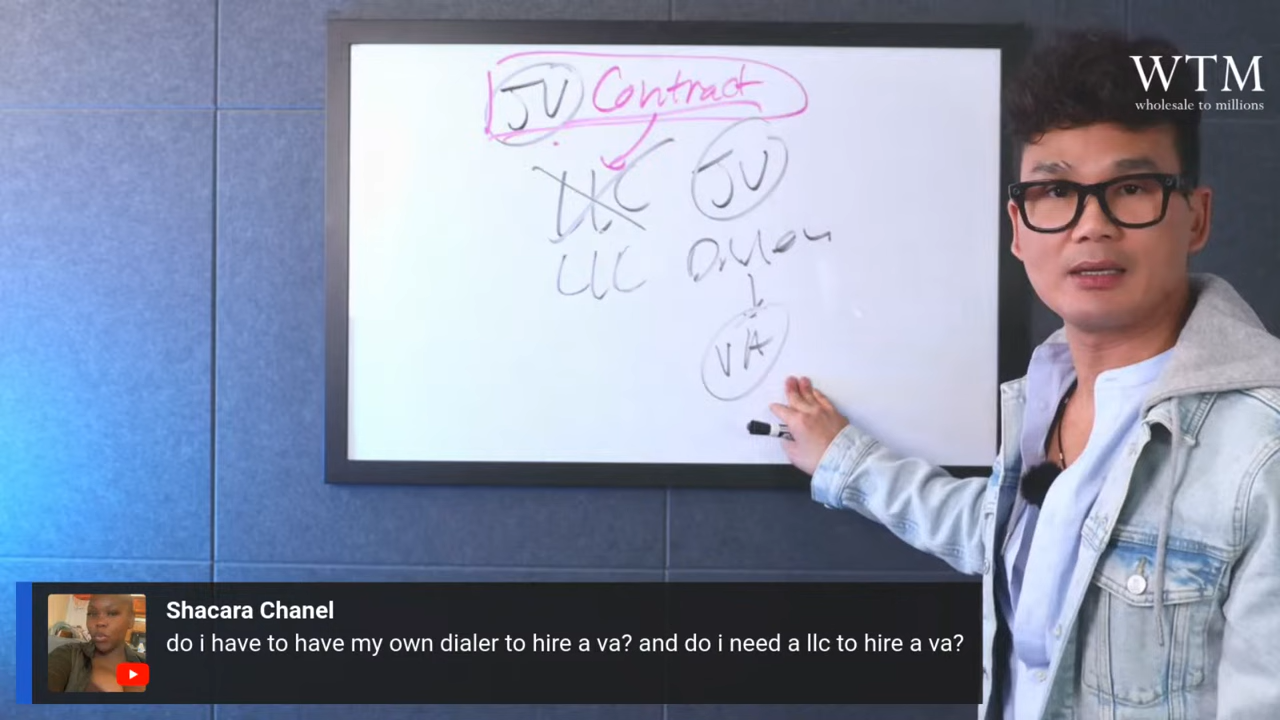 WTM
wholesale to millions
JV Contract
LLC JV
LLC Dialer
VA
Shacara Chanel
do i have to have my own dialer to hire a va? and do i need a llc to hire a va?